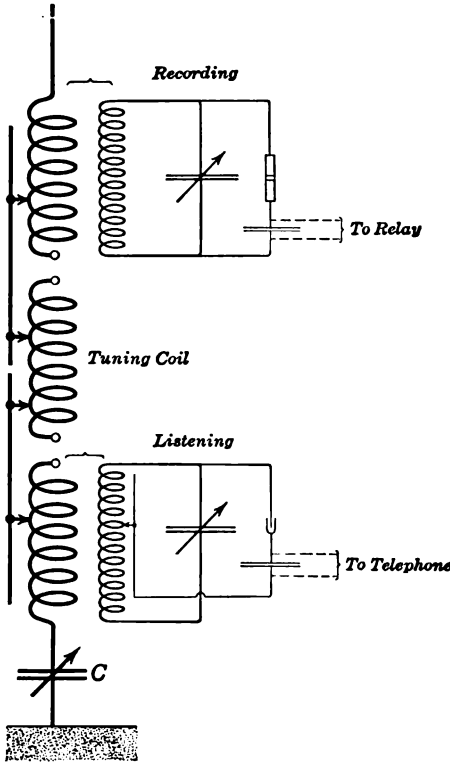 Recording
To Relay
Tuning Coil
Listening
To Telephone
C